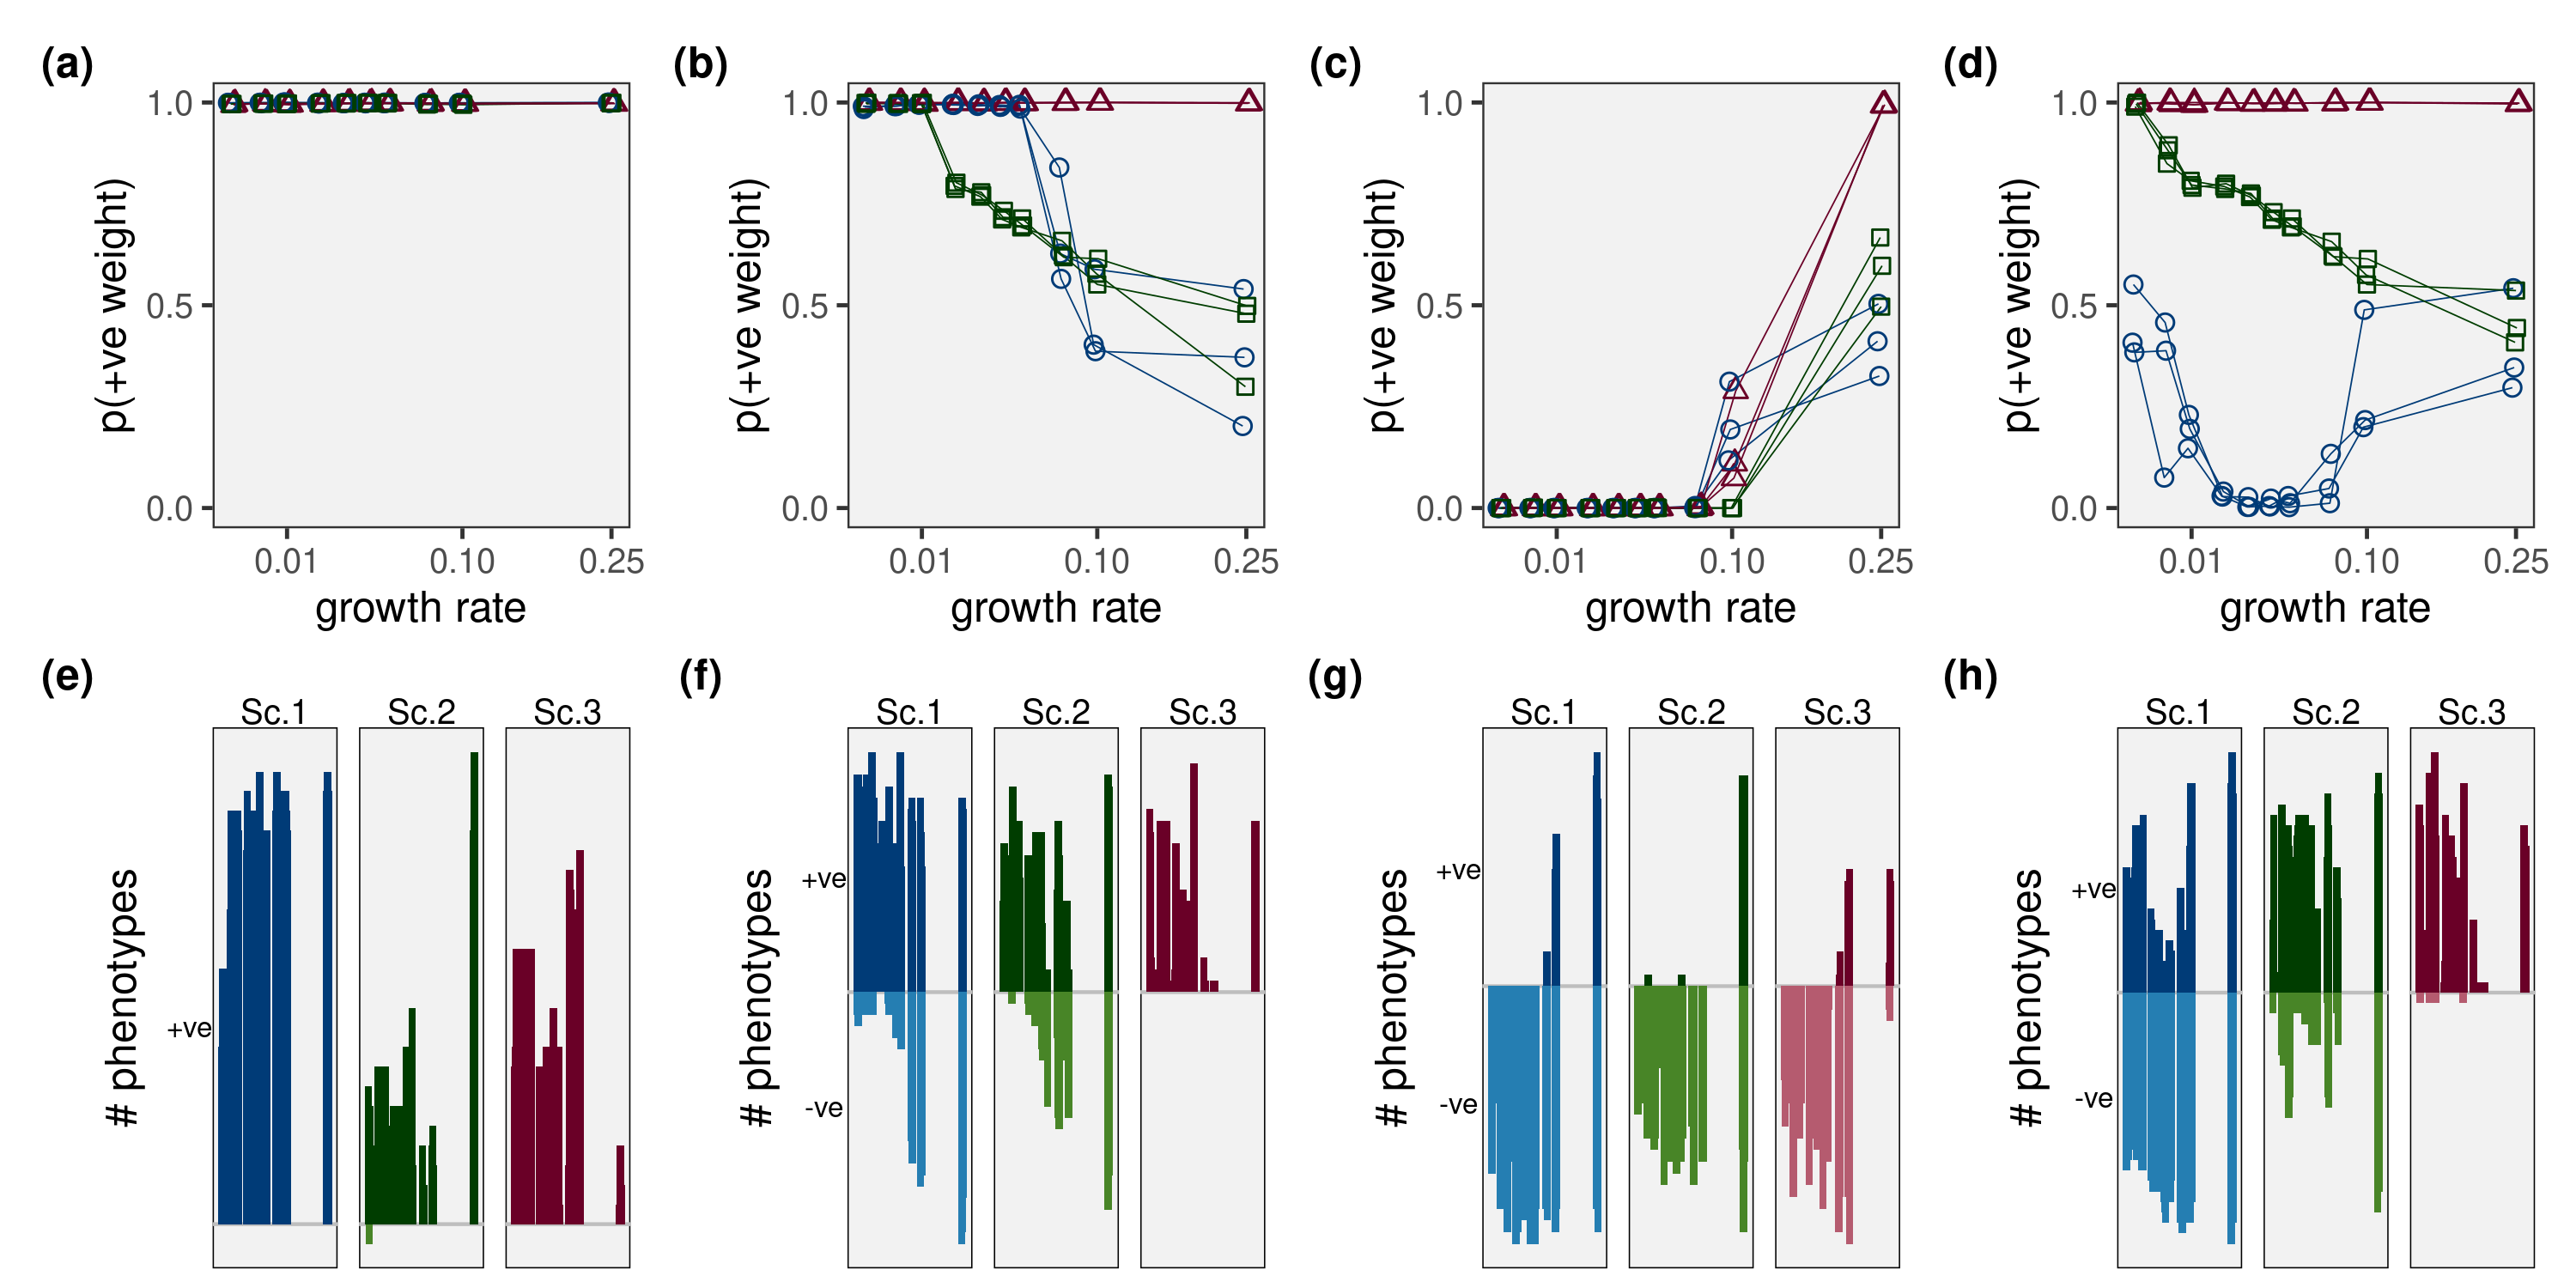 (a) (b) (c) (d)
1.0 1.0 1.0 1.0
p(+ve weight) p(+ve weight) p(+ve weight) p(+ve weight)
0.5 0.5 0.5 0.5
0.0 0.0 0.0 0.0
0.01 0.10 0.25 0.01 0.10 0.25 0.01 0.10 0.25 0.01 0.10 0.25
growth rate growth rate growth rate growth rate
(e) (f) (g) (h)
Sc.1 Sc.2 Sc.3 Sc.1 Sc.2 Sc.3 Sc.1 Sc.2 Sc.3 Sc.1 Sc.2 Sc.3
# phenotypes # phenotypes # phenotypes # phenotypes
+ve +ve +ve +ve
-ve -ve -ve